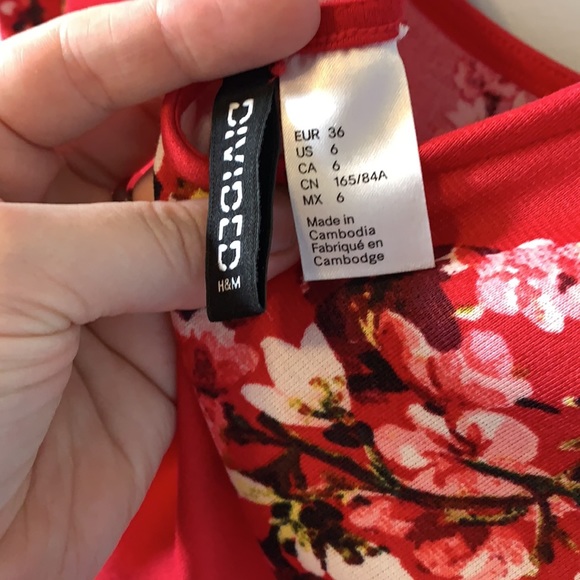 DIVIDED
H&M
EUR 36
US 6
CA 6
CN 165/84A
MX 6
Made in
Cambodia
Fabriqué en
Cambodge